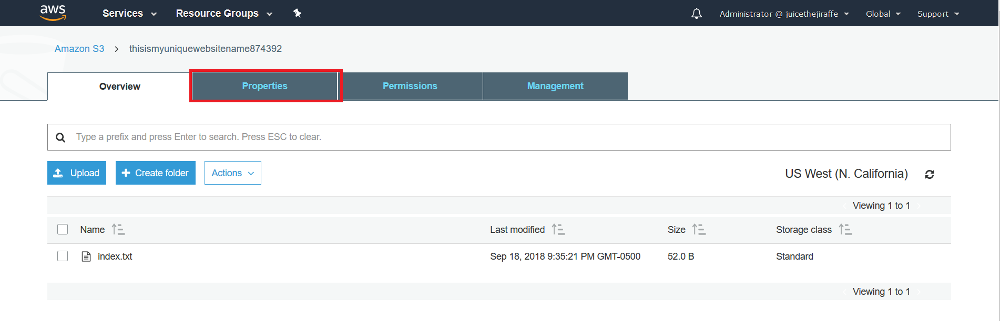 aws Services Resource Groups Administrator @ juicethejiraffe Global Support
Amazon S3 > thisismyuniquewebsitename874392
Overview Properties Permissions Management
Type a prefix and press Enter to search. Press ESC to clear.
Upload Create folder Actions US West (N. California)
Viewing 1 to 1
Name Last modified Size Storage class
index.txt Sep 18, 2018 9:35:21 PM GMT-0500 52.0 B Standard
Viewing 1 to 1